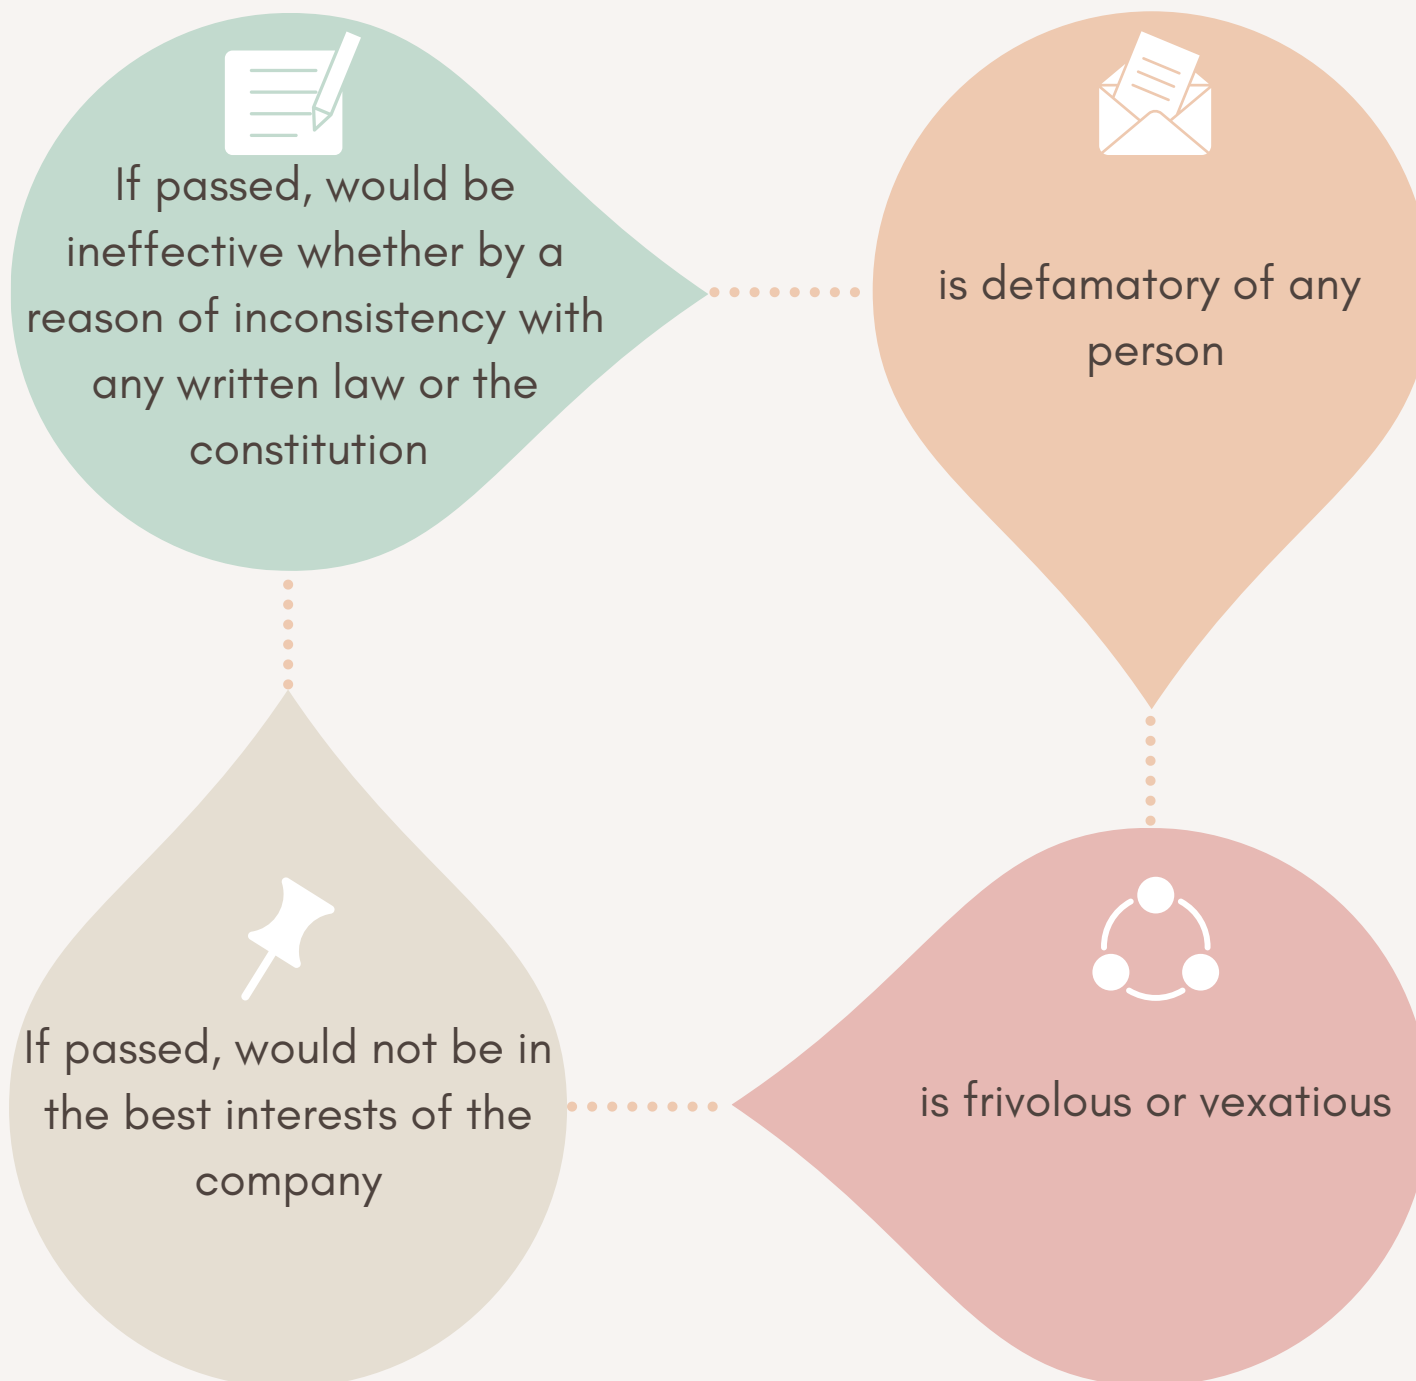 If passed, would be
ineffective whether by a
reason of inconsistency with
any written law or the
constitution
is defamatory of any
person
If passed, would not be in
the best interests of the
company
is frivolous or vexatious